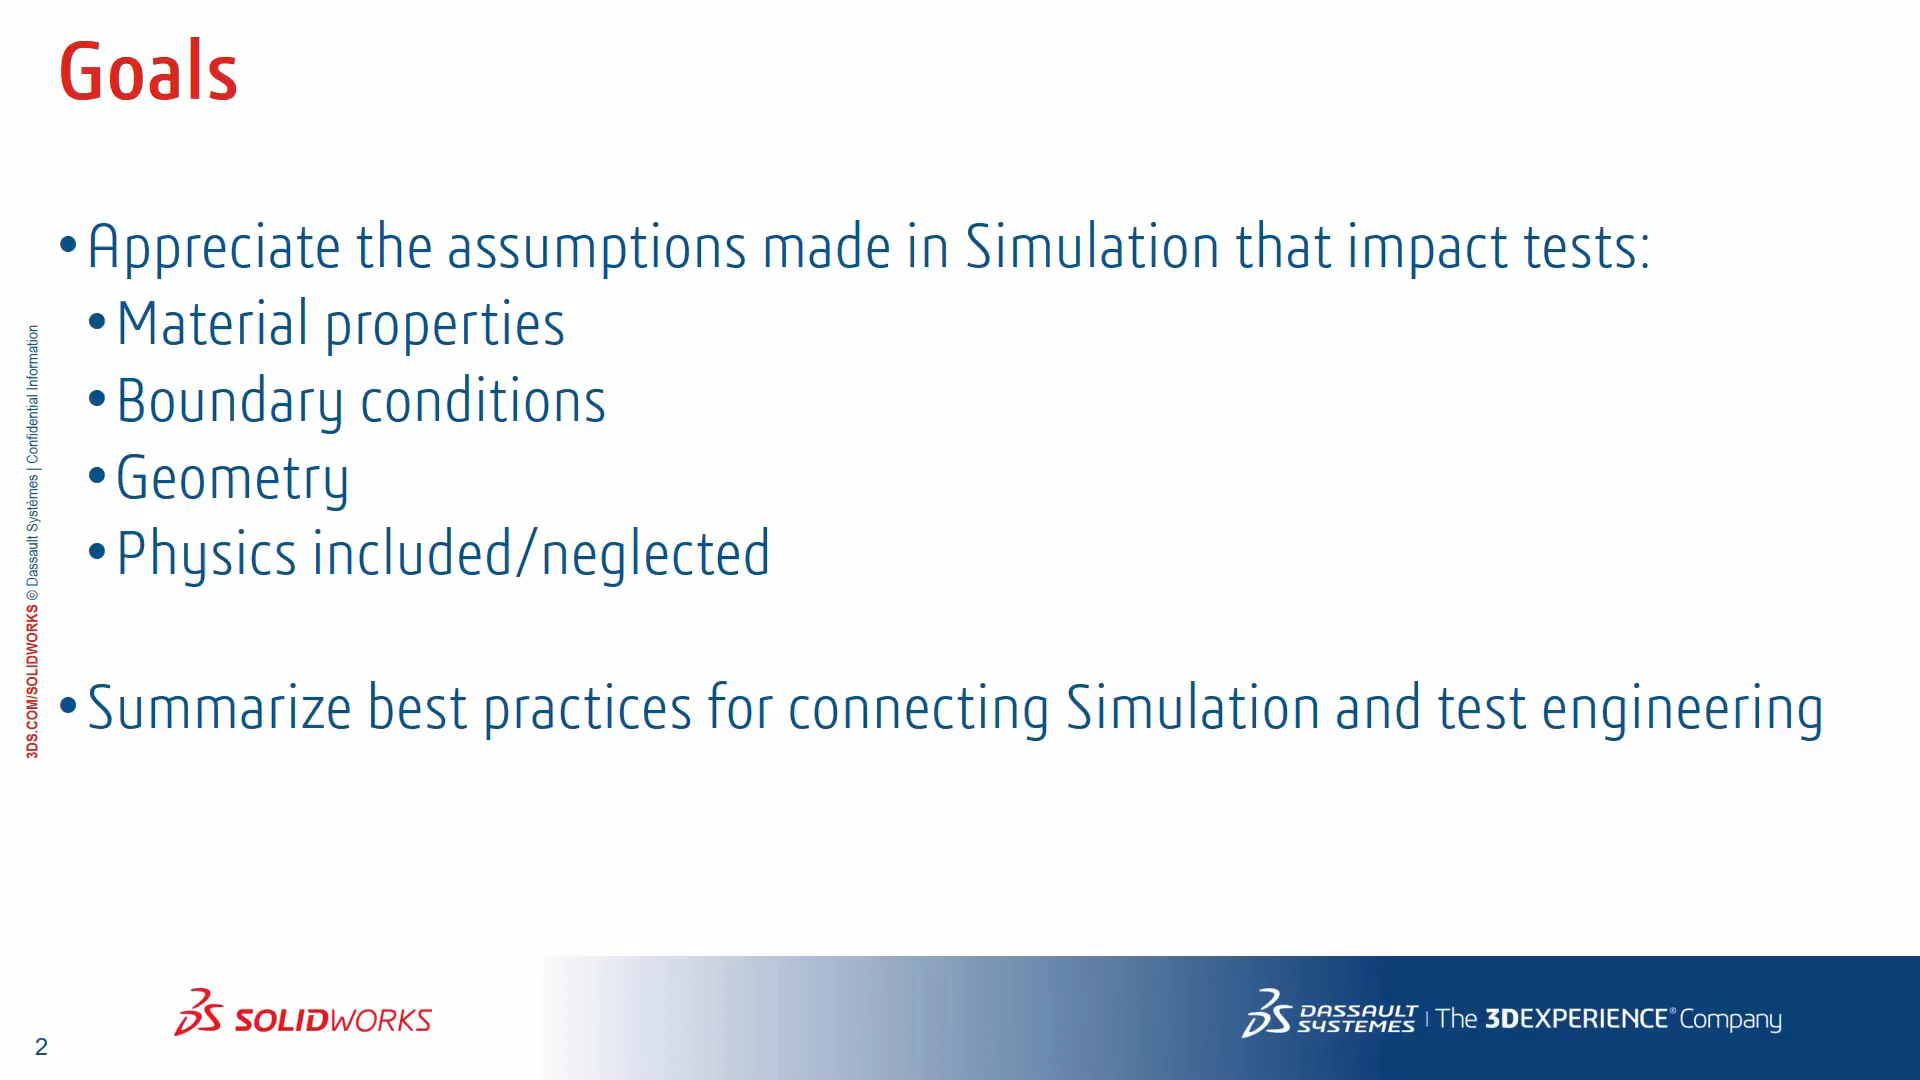 Goals
•Appreciate the assumptions made in Simulation that impact tests:
•Material properties
•Boundary conditions
•Geometry
•Physics included/neglected
•Summarize best practices for connecting Simulation and test engineering
3DS.COM/SOLIDWORKS © Dassault Systèmes | Confidential Information
2
SOLIDWORKS
DASSAULT SYSTEMES | The 3DEXPERIENCE® Company